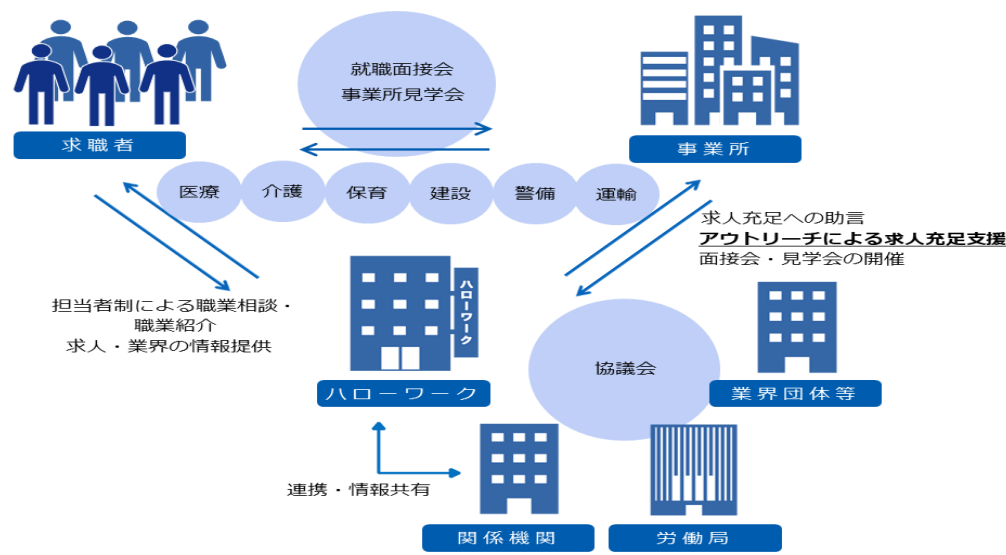 就職面接会
事業所見学会
求職者
事業所
医療
介護
保育
建設
警備
運輸
求人充足への助言
アウトリーチによる求人充足支援
面接会・見学会の開催
担当者制による職業相談・
職業紹介
求人・業界の情報提供
ハローワーク
ハローワーク
協議会
業界団体等
連携・情報共有
関係機関
労働局